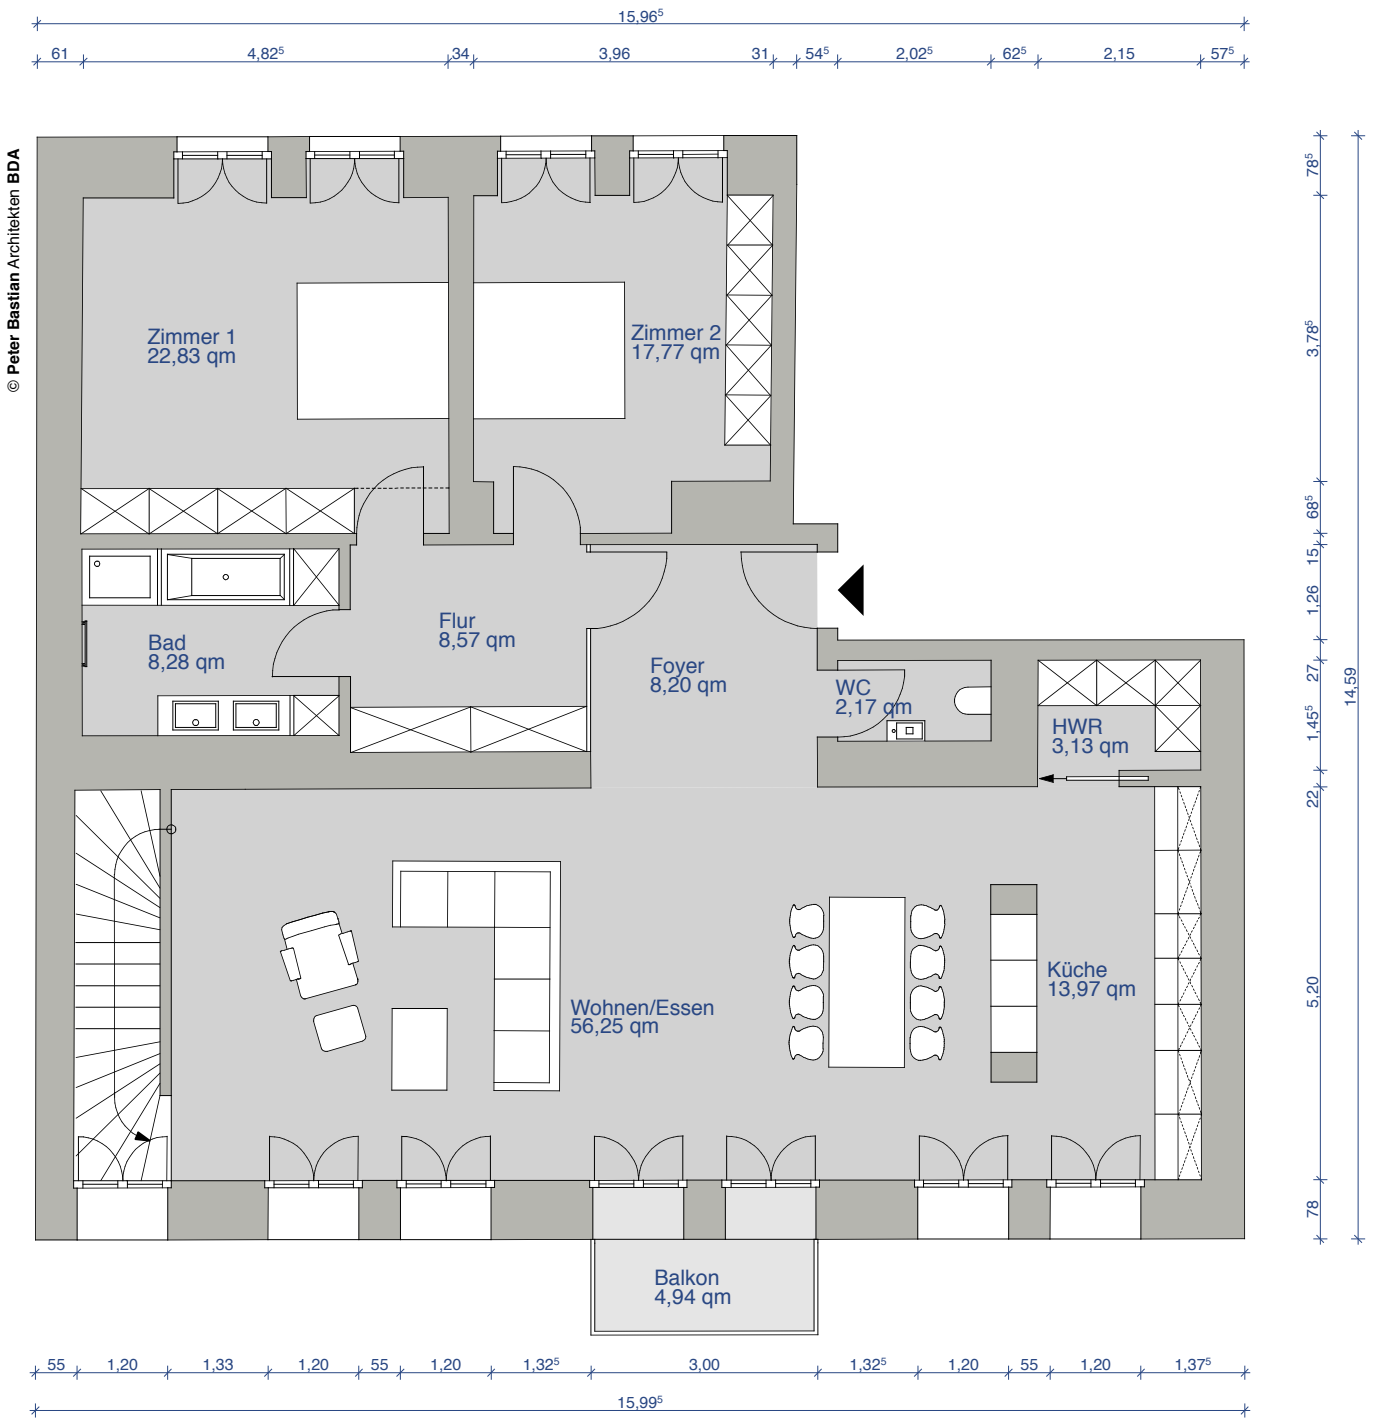 15,96⁵
61 4,82⁵ 34 3,96 31 54⁵ 2,02⁵ 62⁵ 2,15 57⁵
© Peter Bastian Architekten BDA
Zimmer 1
22,83 qm
Zimmer 2
17,77 qm
Bad
8,28 qm
Flur
8,57 qm
Foyer
8,20 qm
WC
2,17 qm
HWR
3,13 qm
Wohnen/Essen
56,25 qm
Küche
13,97 qm
Balkon
4,94 qm
78⁵
3,78⁵
68⁵
15
1,26
27
1,45⁵
22
5,20
78
14,59
55 1,20 1,33 1,20 55 1,20 1,32⁵ 3,00 1,32⁵ 1,20 55 1,20 1,37⁵
15,99⁵